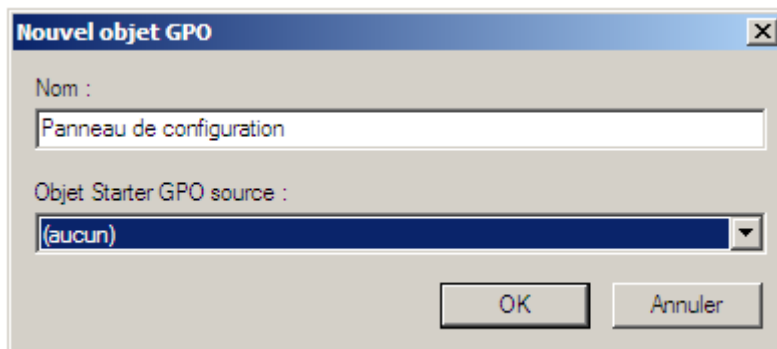 Nouvel objet GPO
Nom :
Panneau de configuration
Objet Starter GPO source :
(aucun)
OK
Annuler